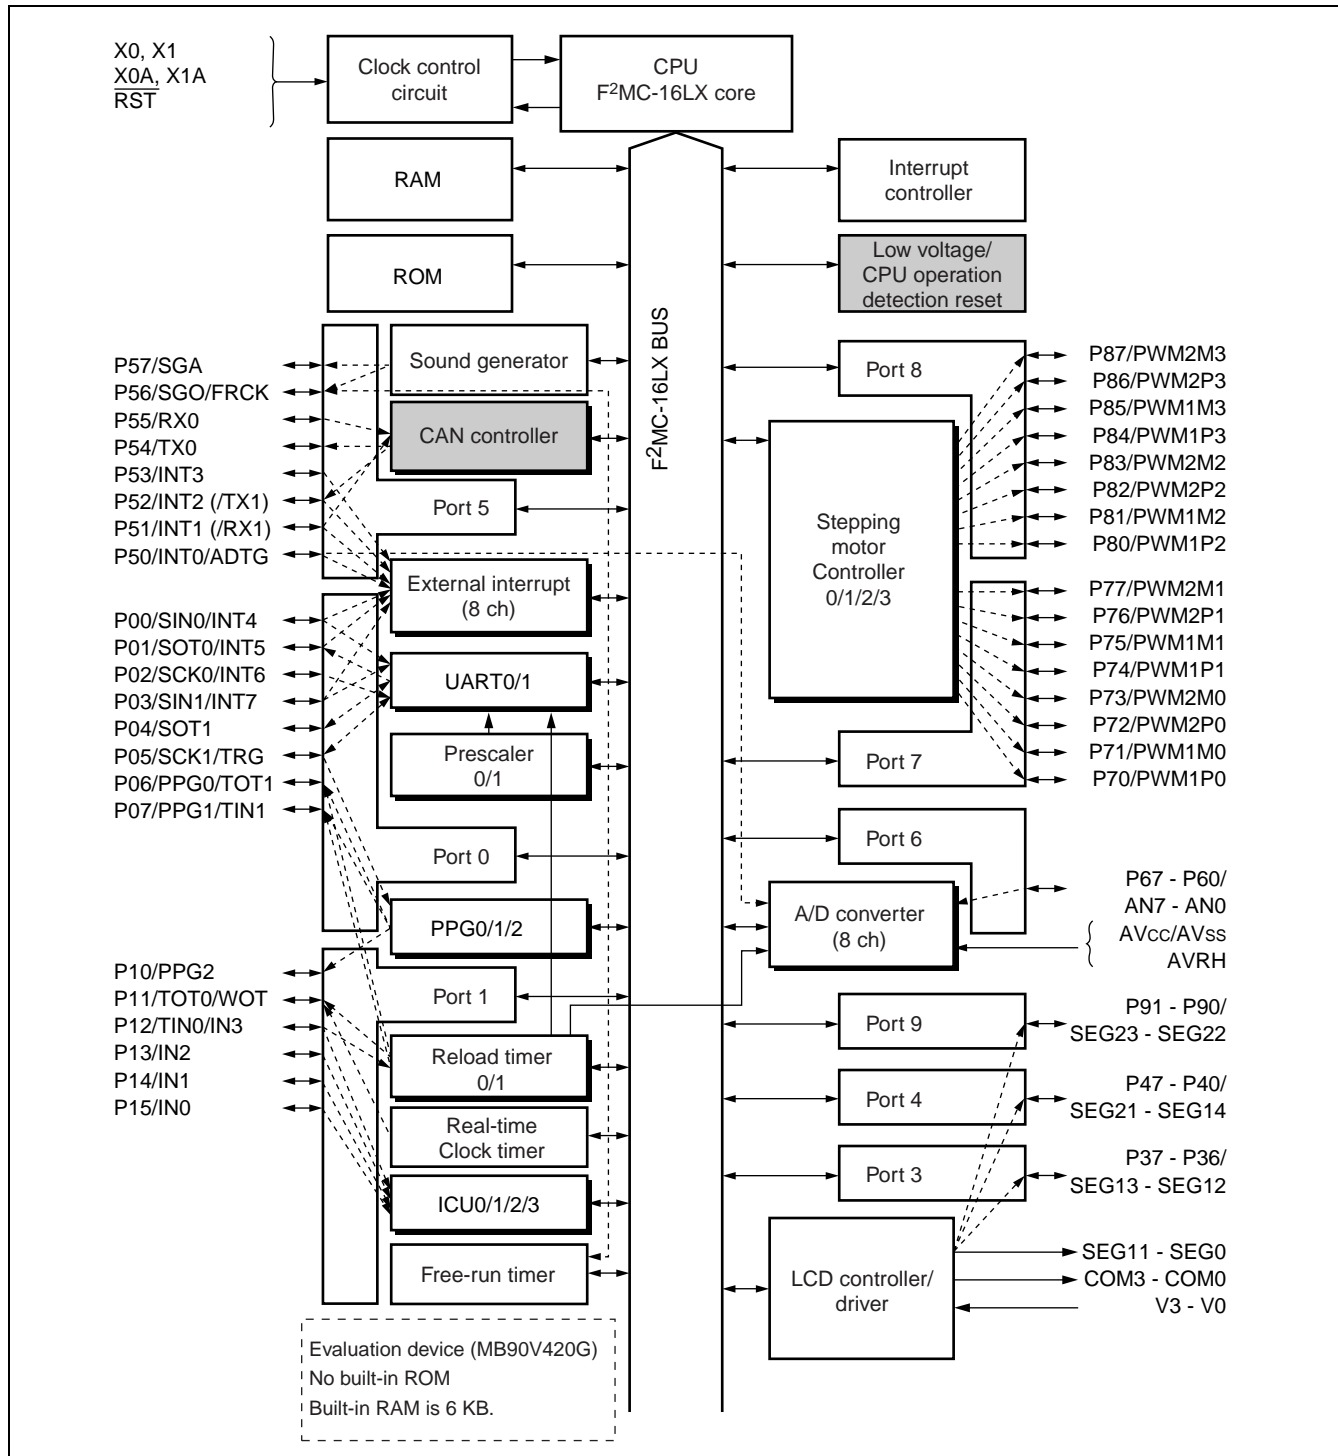 X0, X1
X0A, X1A
RST
Clock control
circuit
CPU
F2MC-16LX core
RAM
Interrupt
controller
ROM
Low voltage/
CPU operation
detection reset
F2MC-16LX BUS
P57/SGA
P56/SGO/FRCK
P55/RX0
P54/TX0
P53/INT3
P52/INT2 (/TX1)
P51/INT1 (/RX1)
P50/INT0/ADTG
Sound generator
CAN controller
Port 5
External interrupt
(8 ch)
P00/SIN0/INT4
P01/SOT0/INT5
P02/SCK0/INT6
P03/SIN1/INT7
P04/SOT1
P05/SCK1/TRG
P06/PPG0/TOT1
P07/PPG1/TIN1
UART0/1
Prescaler
0/1
Port 0
PPG0/1/2
P10/PPG2
P11/TOT0/WOT
P12/TIN0/IN3
P13/IN2
P14/IN1
P15/IN0
Port 1
Reload timer
0/1
Real-time
Clock timer
ICU0/1/2/3
Free-run timer
Port 8
Stepping
motor
Controller
0/1/2/3
Port 7
P87/PWM2M3
P86/PWM2P3
P85/PWM1M3
P84/PWM1P3
P83/PWM2M2
P82/PWM2P2
P81/PWM1M2
P80/PWM1P2
P77/PWM2M1
P76/PWM2P1
P75/PWM1M1
P74/PWM1P1
P73/PWM2M0
P72/PWM2P0
P71/PWM1M0
P70/PWM1P0
Port 6
A/D converter
(8 ch)
P67 - P60/
AN7 - AN0
AVCC/AVSS
AVRH
Port 9
P91 - P90/
SEG23 - SEG22
Port 4
P47 - P40/
SEG21 - SEG14
Port 3
P37 - P36/
SEG13 - SEG12
LCD controller/
driver
SEG11 - SEG0
COM3 - COM0
V3 - V0
Evaluation device (MB90V420G)
No built-in ROM
Built-in RAM is 6 KB.